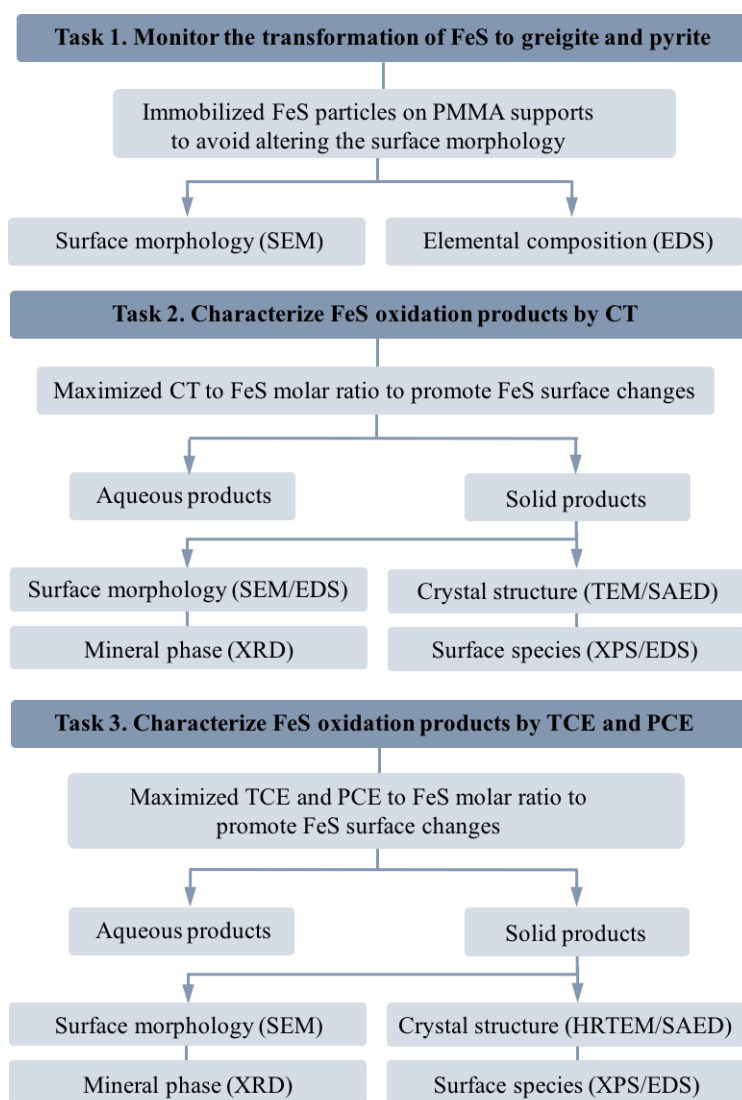 Task 1. Monitor the transformation of FeS to greigite and pyrite
Immobilized FeS particles on PMMA supports
to avoid altering the surface morphology
Surface morphology (SEM)
Elemental composition (EDS)
Task 2. Characterize FeS oxidation products by CT
Maximized CT to FeS molar ratio to promote FeS surface changes
Aqueous products
Solid products
Surface morphology (SEM/EDS)
Crystal structure (TEM/SAED)
Mineral phase (XRD)
Surface species (XPS/EDS)
Task 3. Characterize FeS oxidation products by TCE and PCE
Maximized TCE and PCE to FeS molar ratio to
promote FeS surface changes
Aqueous products
Solid products
Surface morphology (SEM)
Crystal structure (HRTEM/SAED)
Mineral phase (XRD)
Surface species (XPS/EDS)